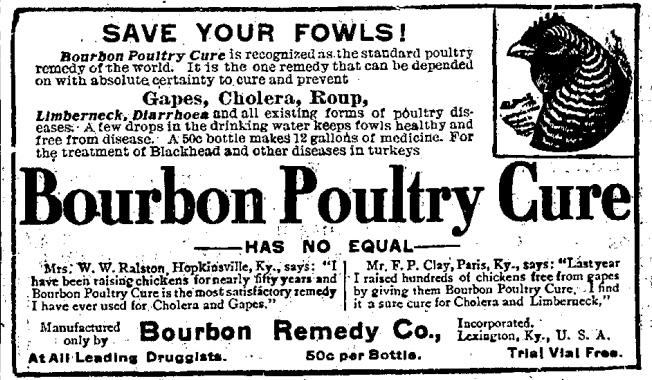 SAVE YOUR FOWLS!
Bourbon Poultry Cure is recognized as the standard poultry
remedy of the world. It is the one remedy that can be depended
on with absolute certainty to cure and prevent
Gapes, Cholera, Roup,
Limberneck, Diarrhoea and all existing forms of poultry dis-
eases. A few drops in the drinking water keeps fowls healthy and
free from disease. A 50c bottle makes 12 gallons of medicine. For
the treatment of Blackhead and other diseases in turkeys
Bourbon Poultry Cure
HAS NO EQUAL
Mrs. W. W. Ralston, Hopkinsville, Ky., says: "I
have been raising chickens for nearly fifty years and
Bourbon Poultry Cure is the most satisfactory remedy
I have ever used for Cholera and Gapes."
Mr. F. P. Clay, Paris, Ky., says: "Last year
I raised hundreds of chickens free from gapes
by giving them Bourbon Poultry Cure. I find
it a sure cure for Cholera and Limberneck,"
Manufactured
only by
Bourbon Remedy Co.,
Incorporated.
Lexington, Ky., U. S. A.
At All Leading Druggists.
50c per Bottle.
Trial Vial Free.